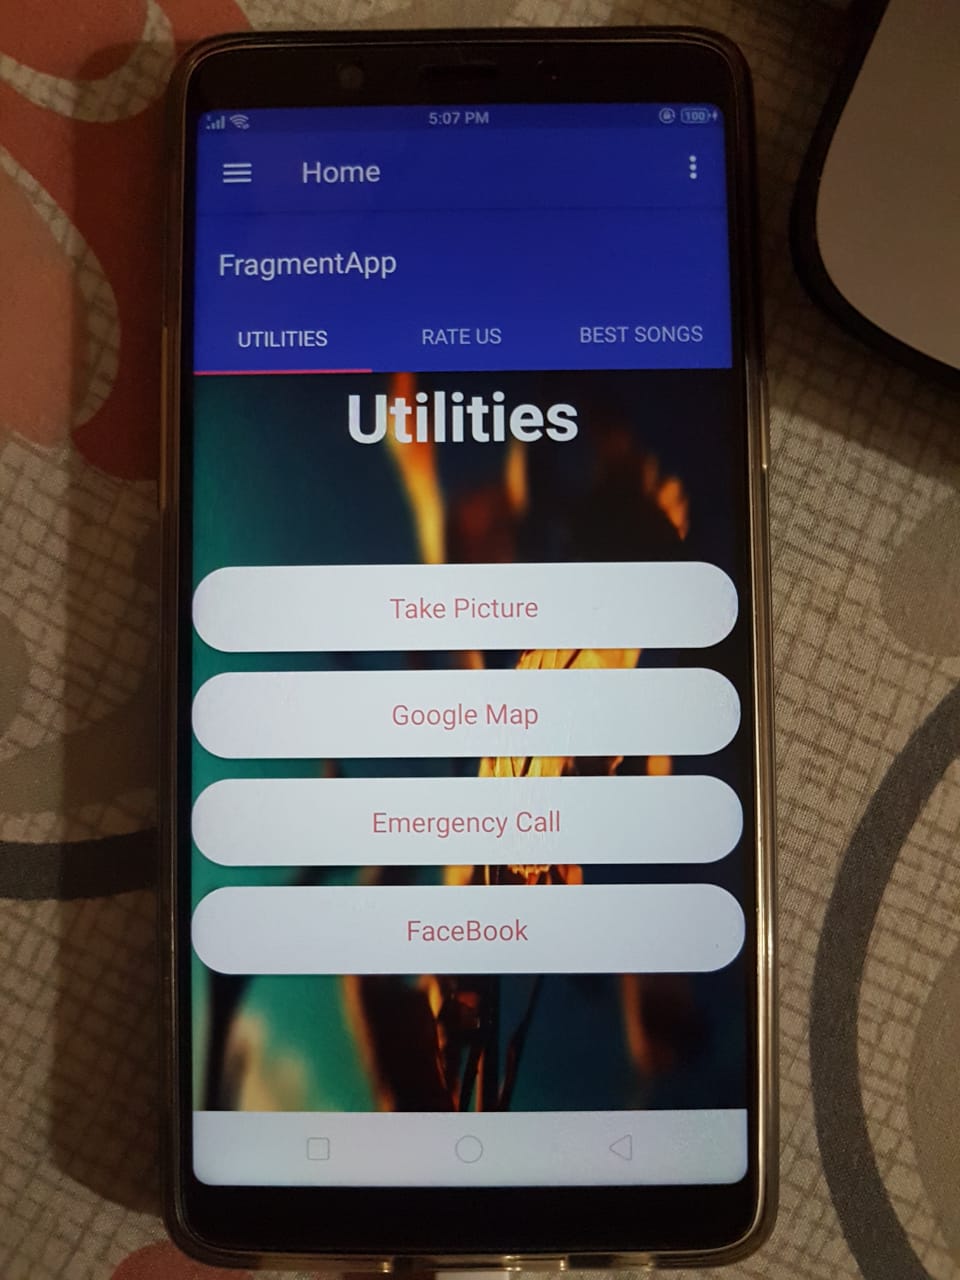 5:07 PM
100
Home
FragmentApp
UTILITIES RATE US BEST SONGS
Utilities
Take Picture
Google Map
Emergency Call
FaceBook